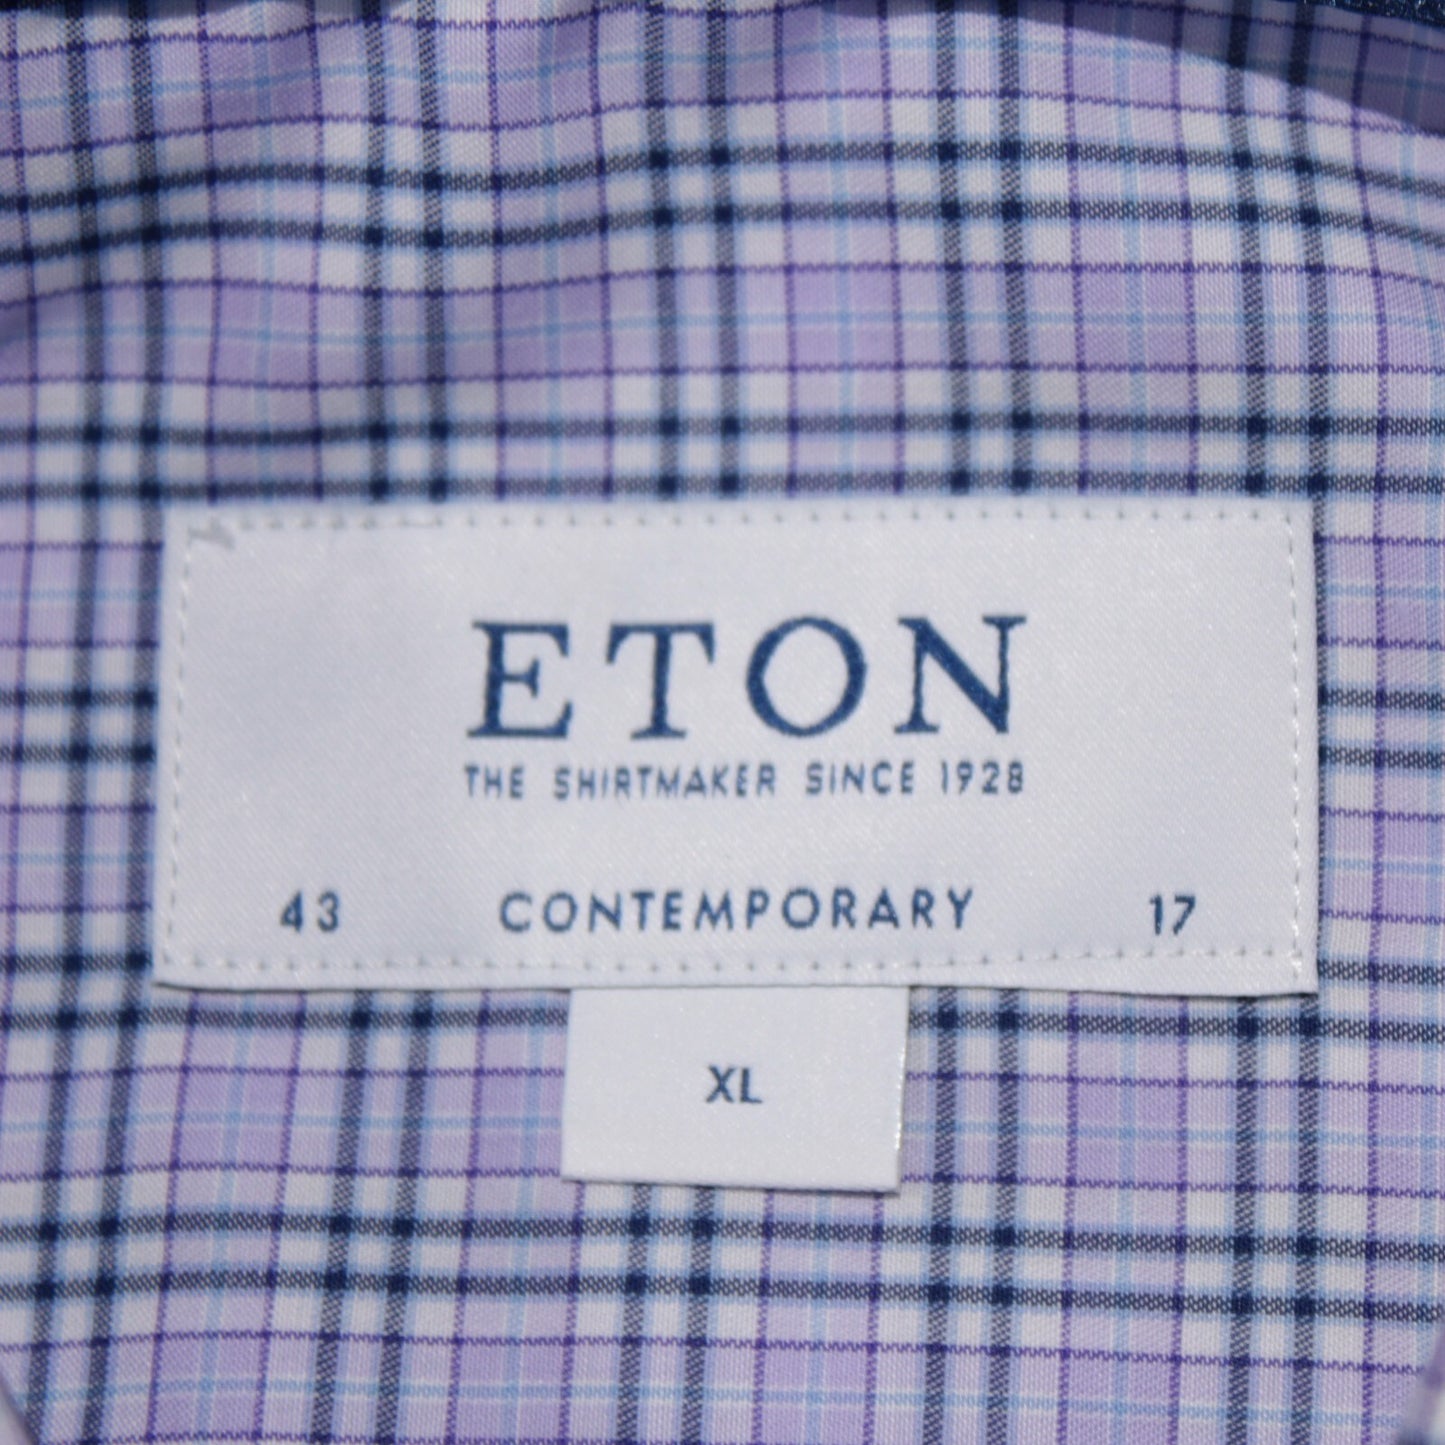 ETON
THE SHIRTMAKER SINCE 1928
43 CONTEMPORARY 17
XL